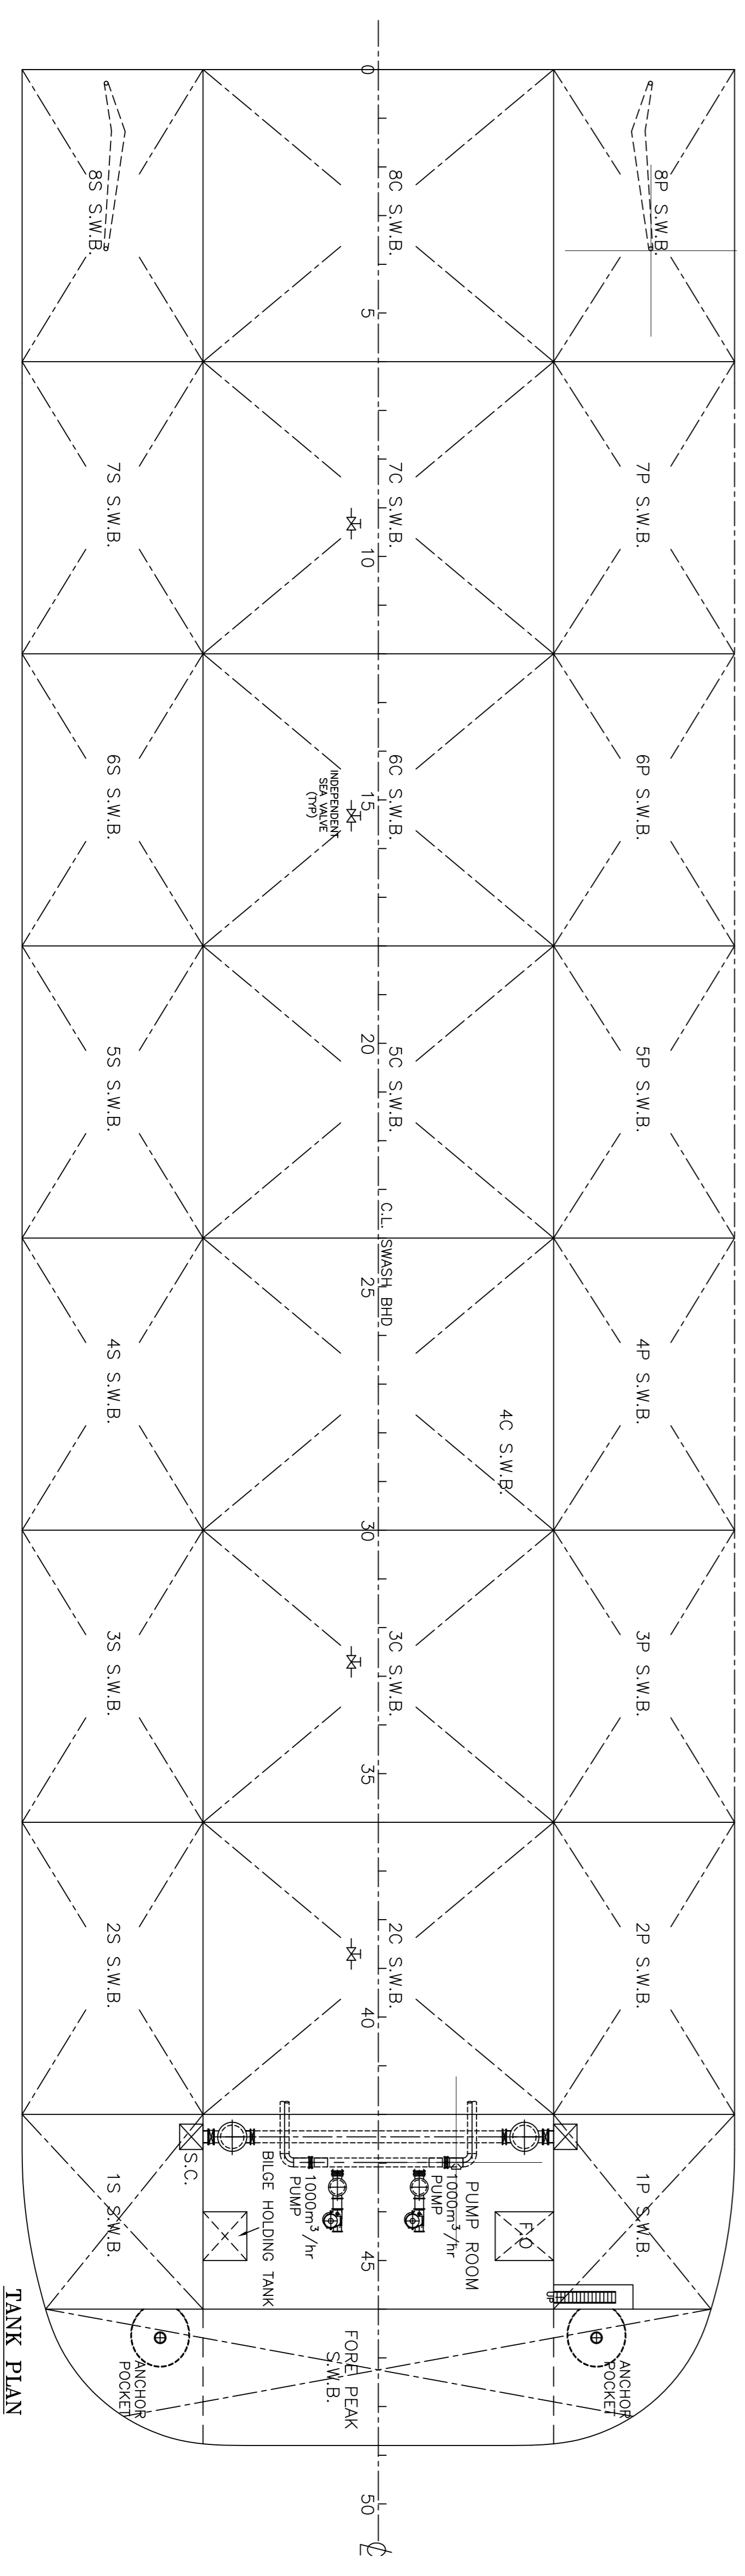 0
8S S.W.B.
8C S.W.B.
8P S.W.B.
5
7S S.W.B.
7C S.W.B.
7P S.W.B.
10
6S S.W.B.
6C S.W.B.
6P S.W.B.
INDEPENDENT
SEA VALVE
(TYP)
15
5S S.W.B.
5C S.W.B.
5P S.W.B.
20
C.L. SWASH BHD
25
4S S.W.B.
4C S.W.B.
4P S.W.B.
30
3S S.W.B.
3C S.W.B.
3P S.W.B.
35
2S S.W.B.
2C S.W.B.
2P S.W.B.
40
S.C.
1S S.W.B.
BILGE HOLDING TANK
1000m³/hr
PUMP
1000m³/hr
PUMP
PUMP ROOM
F.O
1P S.W.B.
UP
45
ANCHOR
POCKET
FORE PEAK
S.W.B.
ANCHOR
POCKET
50
TANK PLAN